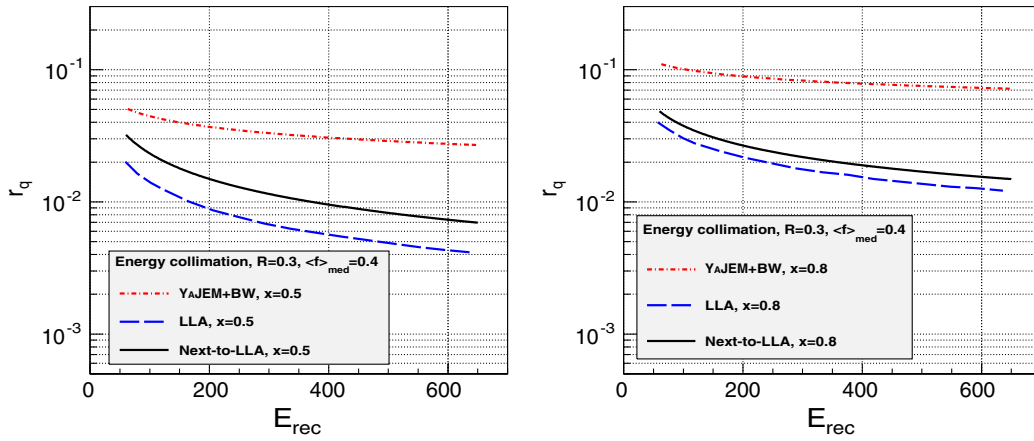 r_q
10^-1
10^-2
10^-3
Energy collimation, R=0.3, <f>_med=0.4
YAJEM+BW, x=0.5
LLA, x=0.5
Next-to-LLA, x=0.5
0 200 400 600
E_rec
r_q
10^-1
10^-2
10^-3
Energy collimation, R=0.3, <f>_med=0.4
YAJEM+BW, x=0.8
LLA, x=0.8
Next-to-LLA, x=0.8
0 200 400 600
E_rec